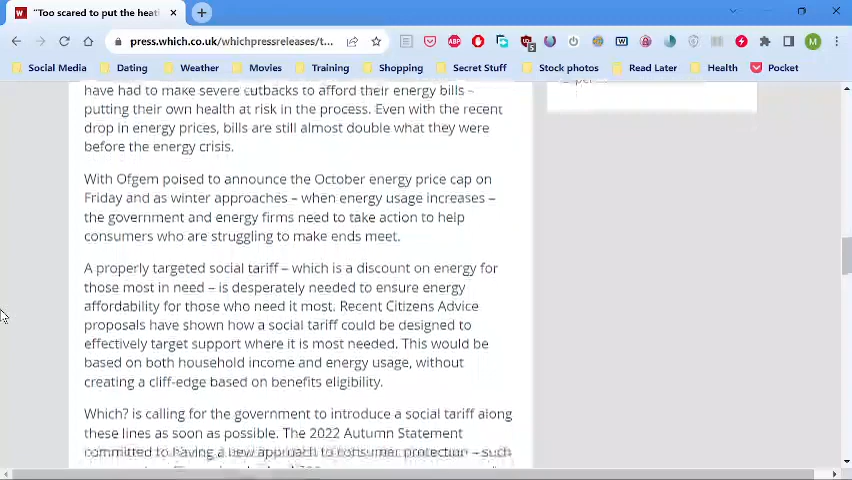 "Too scared to put the heati
press.which.co.uk/whichpressreleases/t...
Social Media Dating Weather Movies Training Shopping Secret Stuff Stock photos Read Later Health Pocket
have had to make severe cutbacks to afford their energy bills –
putting their own health at risk in the process. Even with the recent
drop in energy prices, bills are still almost double what they were
before the energy crisis.
With Ofgem poised to announce the October energy price cap on
Friday and as winter approaches – when energy usage increases –
the government and energy firms need to take action to help
consumers who are struggling to make ends meet.
A properly targeted social tariff – which is a discount on energy for
those most in need – is desperately needed to ensure energy
affordability for those who need it most. Recent Citizens Advice
proposals have shown how a social tariff could be designed to
effectively target support where it is most needed. This would be
based on both household income and energy usage, without
creating a cliff-edge based on benefits eligibility.
Which? is calling for the government to introduce a social tariff along
these lines as soon as possible. The 2022 Autumn Statement
committed to having a new approach to consumer protection – such